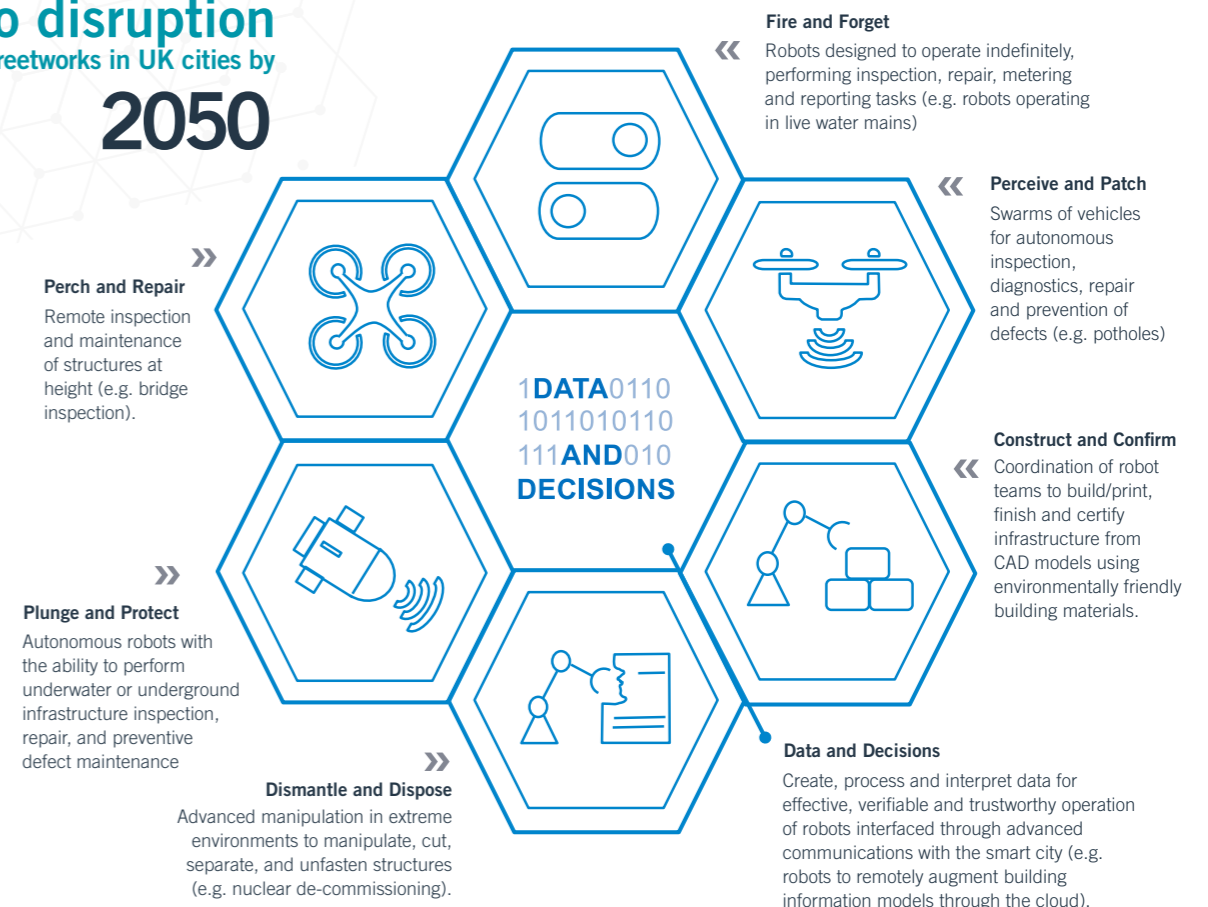 o disruption
reetworks in UK cities by
2050
Fire and Forget
Robots designed to operate indefinitely,
performing inspection, repair, metering
and reporting tasks (e.g. robots operating
in live water mains)
Perceive and Patch
Swarms of vehicles
for autonomous
inspection,
diagnostics, repair
and prevention of
defects (e.g. potholes)
Perch and Repair
Remote inspection
and maintenance
of structures at
height (e.g. bridge
inspection).
1DATA0110
1011010110
111AND010
DECISIONS
Construct and Confirm
Coordination of robot
teams to build/print,
finish and certify
infrastructure from
CAD models using
environmentally friendly
building materials.
Plunge and Protect
Autonomous robots with
the ability to perform
underwater or underground
infrastructure inspection,
repair, and preventive
defect maintenance
Dismantle and Dispose
Advanced manipulation in extreme
environments to manipulate, cut,
separate, and unfasten structures
(e.g. nuclear de-commissioning).
Data and Decisions
Create, process and interpret data for
effective, verifiable and trustworthy operation
of robots interfaced through advanced
communications with the smart city (e.g.
robots to remotely augment building
information models through the cloud).